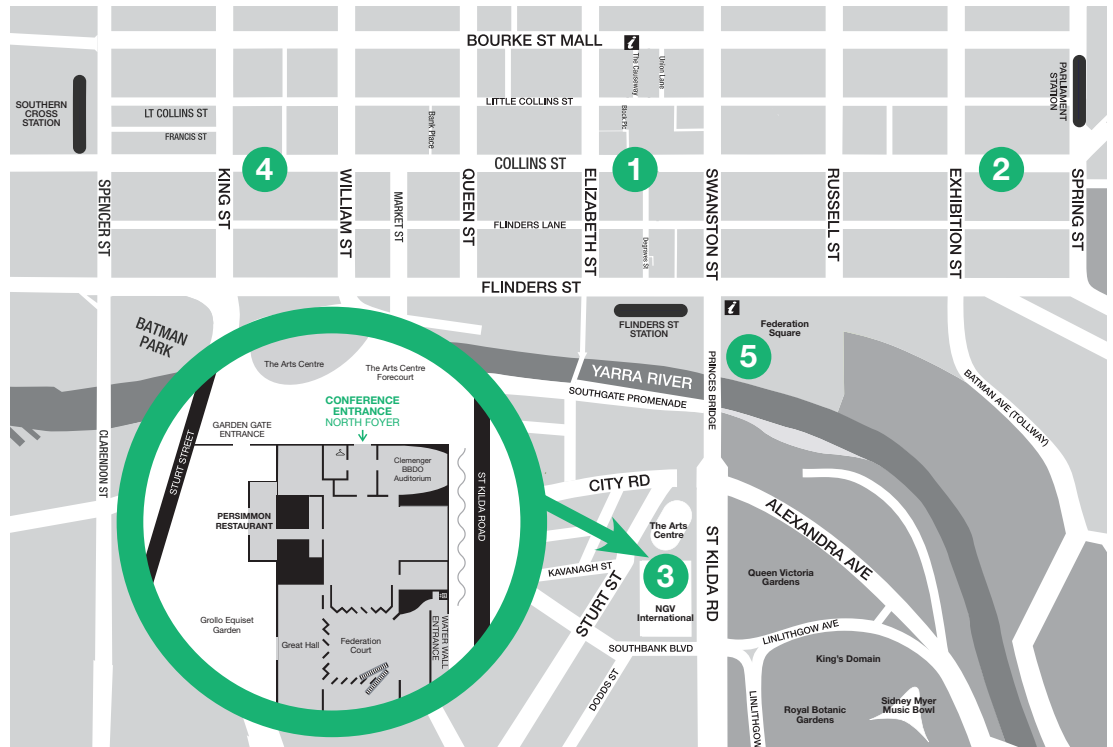 BOURKE ST MALL
i
The Causeway
Union Lane
PARLIAMENT
STATION
SOUTHERN
CROSS
STATION
LT COLLINS ST
FRANCIS ST
Bank Place
LITTLE COLLINS ST
Block Plc
COLLINS ST
4
1
2
SPENCER ST
KING ST
WILLIAM ST
MARKET ST
QUEEN ST
ELIZABETH ST
SWANSTON ST
RUSSELL ST
EXHIBITION ST
SPRING ST
FLINDERS LANE
Degraves St
FLINDERS ST
BATMAN
PARK
FLINDERS ST
STATION
i
Federation
Square
5
YARRA RIVER
PRINCES BRIDGE
SOUTHGATE PROMENADE
BATMAN AVE (TOLLWAY)
CLARENDON ST
The Arts Centre
The Arts Centre
Forecourt
CONFERENCE
ENTRANCE
NORTH FOYER
GARDEN GATE
ENTRANCE
STURT STREET
Clemenger
BBDO
Auditorium
ST KILDA ROAD
PERSIMMON
RESTAURANT
Grollo Equiset
Garden
Great Hall
Federation
Court
WATER WALL
ENTRANCE
CITY RD
The Arts
Centre
3
NGV
International
KAVANAGH ST
STURT ST
ST KILDA RD
ALEXANDRA AVE
Queen Victoria
Gardens
SOUTHBANK BLVD
DODDS ST
LINLITHGOW AVE
LINLITHGOW
King's Domain
Royal Botanic
Gardens
Sidney Myer
Music Bowl